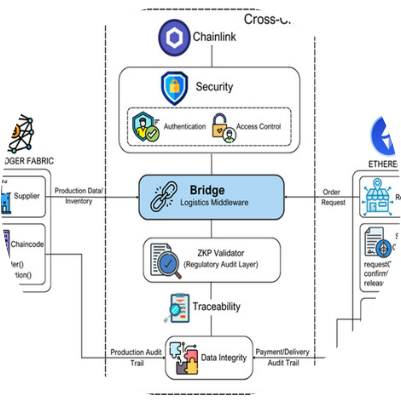 Cross-C
Chainlink
Security
Authentication
Access Control
OGER FABRIC
ETHERE
Supplier
Production Data/
Inventory
Bridge
Logistics Middleware
Order
Request
Chaincode
ZKP Validator
(Regulatory Audit Layer)
der()
tion()
request
confirm
releas
Traceability
Production Audit
Trail
Data Integrity
Payment/Delivery
Audit Trail